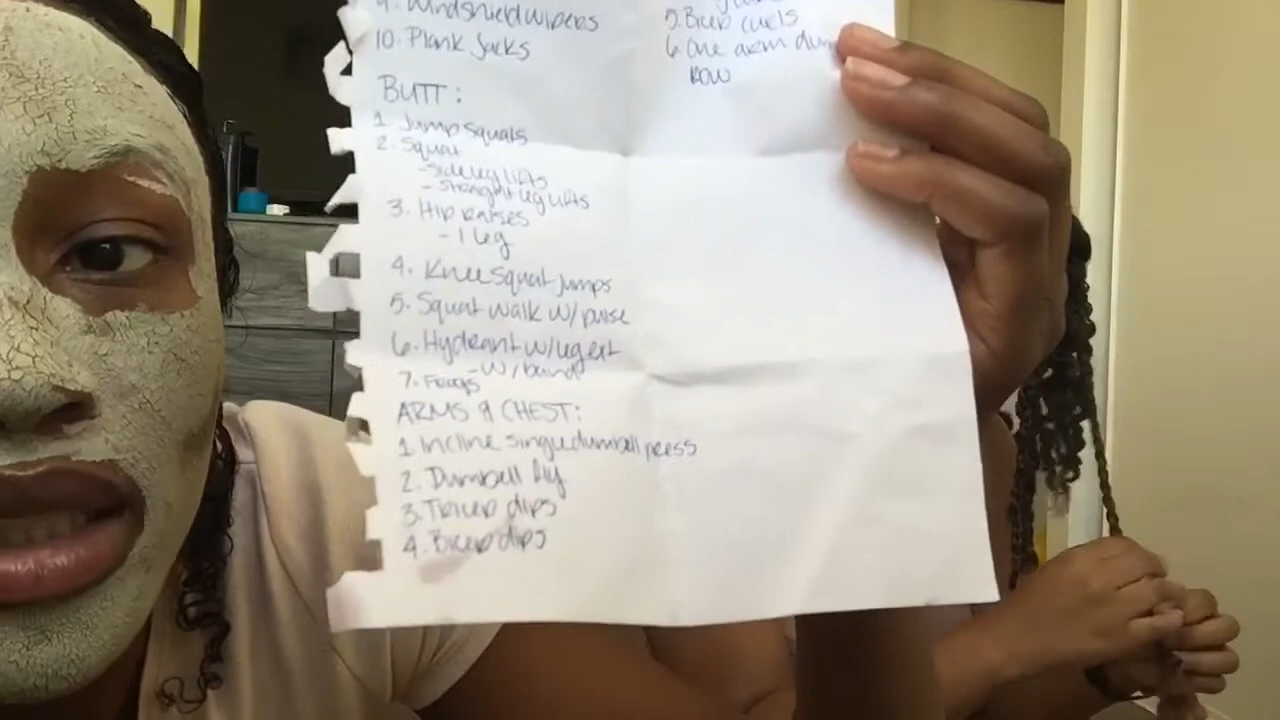 9. Windshield wipers
10. Plank Jacks
BUTT:
1. Jump squats
2. Squat
- Side leg lifts
- straight leg lifts
3. Hip raises
- 1 leg
4. Knee squat jumps
5. Squat walk w/ pulse
6. Hydrant w/ leg ext
- w/ band
7. Frogs
ARMS & CHEST:
1. Incline single dumbell press
2. Dumbell fly
3. Tricep dips
4. Bicep dips
5. Bicep curls
6. One arm dum
ROW